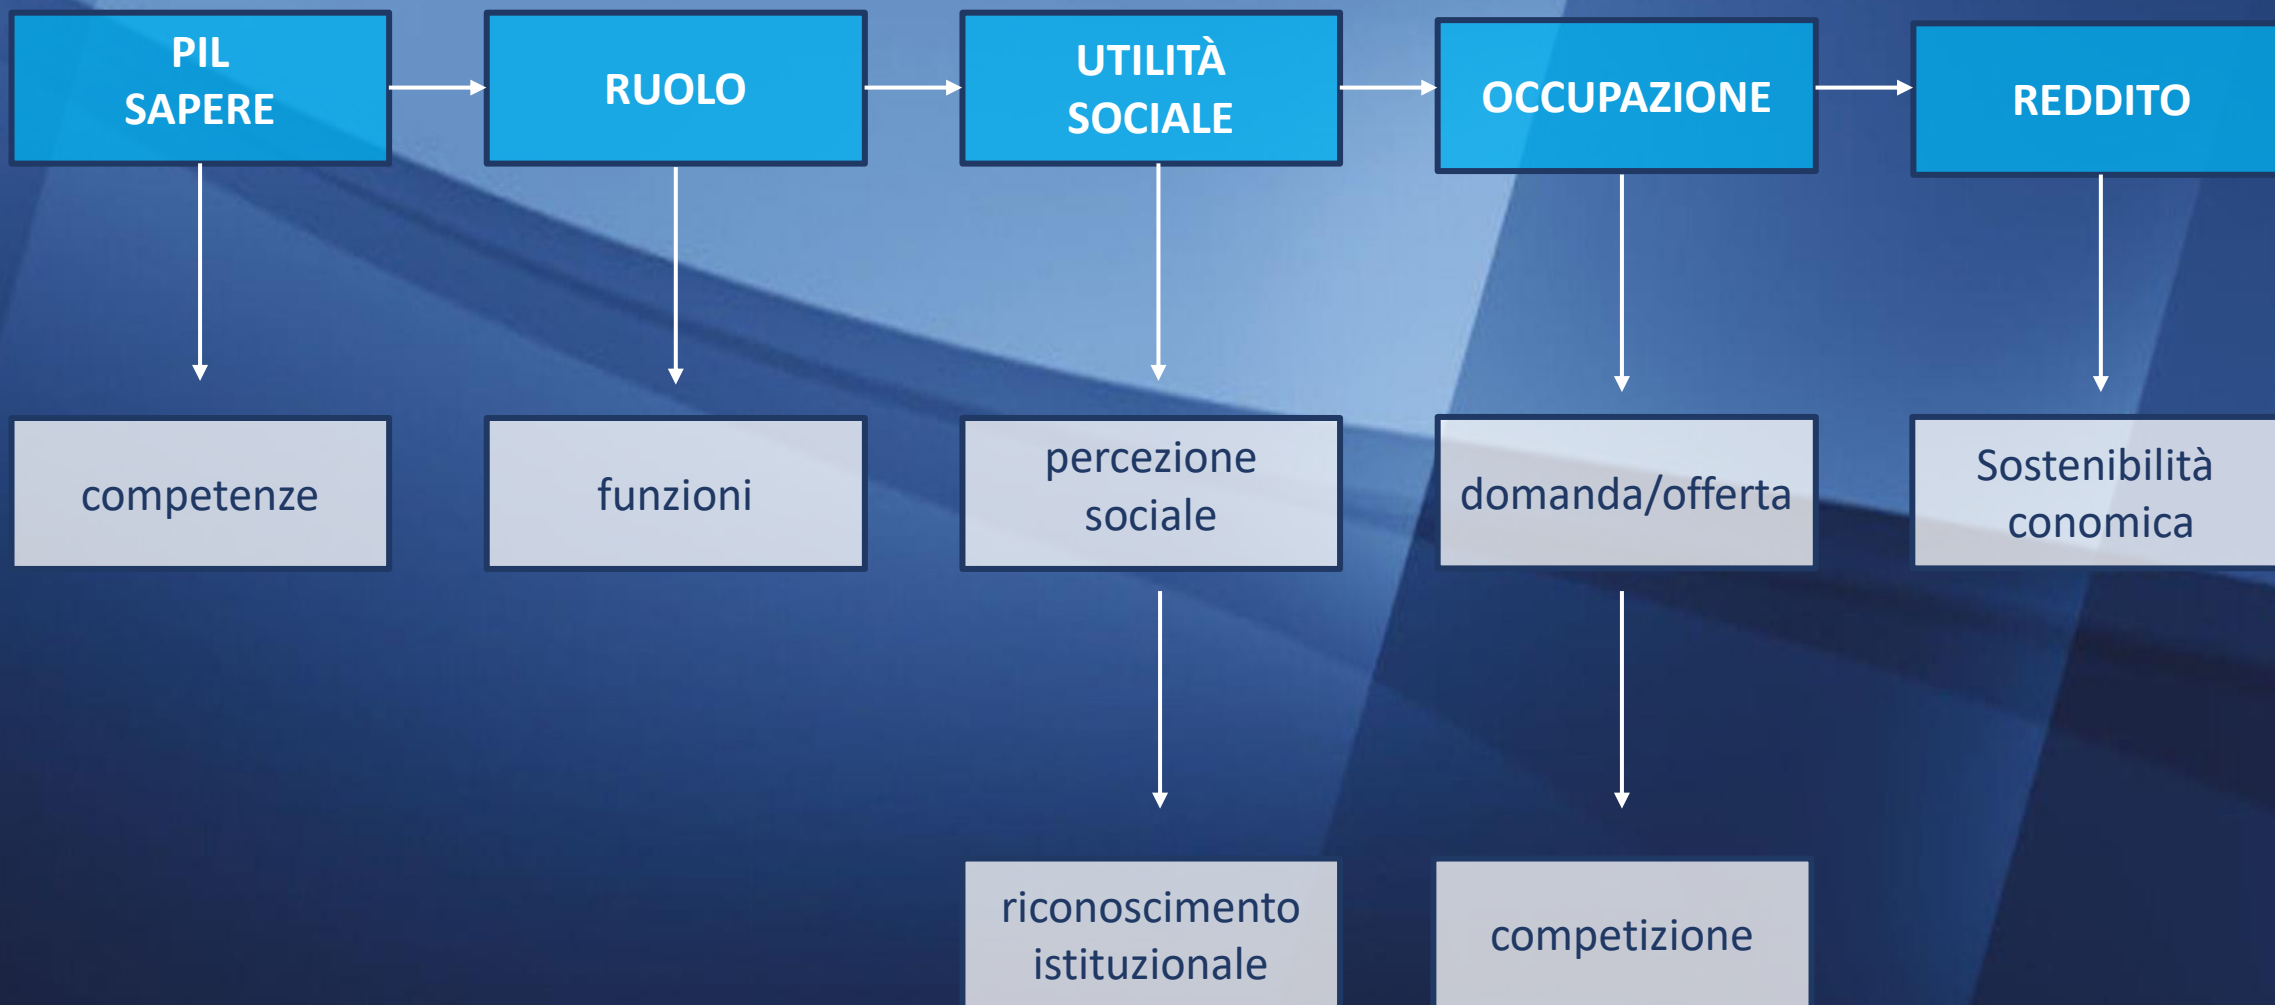 PIL
SAPERE
RUOLO
UTILITÀ
SOCIALE
OCCUPAZIONE
REDDITO
competenze
funzioni
percezione
sociale
domanda/offerta
Sostenibilità
conomica
riconoscimento
istituzionale
competizione